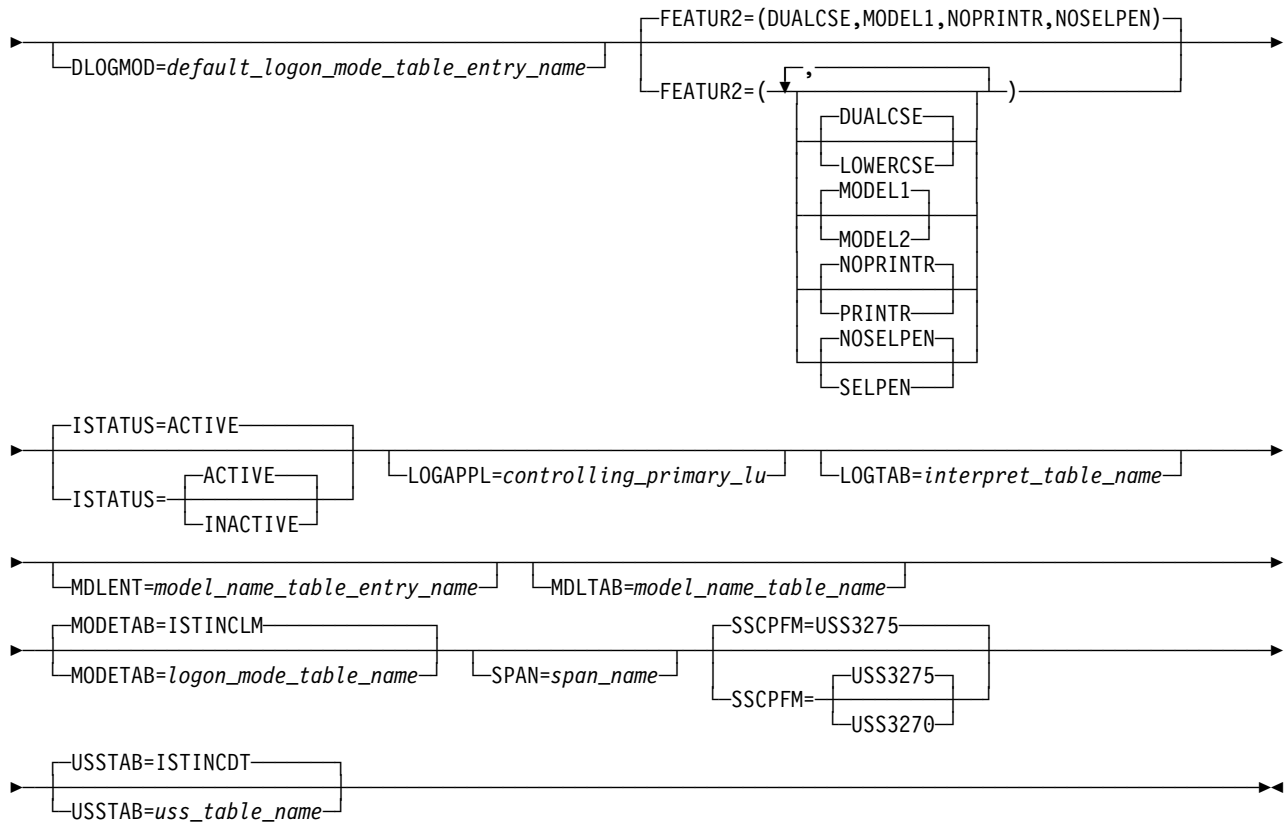 FEATUR2=(DUALCSE,MODEL1,NOPRINTR,NOSELPEN)
DLOGMOD=default_logon_mode_table_entry_name
FEATUR2=(
,
)
DUALCSE
LOWERCSE
MODEL1
MODEL2
NOPRINTR
PRINTR
NOSELPEN
SELPEN
ISTATUS=ACTIVE
ISTATUS=
ACTIVE
INACTIVE
LOGAPPL=controlling_primary_lu
LOGTAB=interpret_table_name
MDLENT=model_name_table_entry_name
MDLTAB=model_name_table_name
MODETAB=ISTINCLM
MODETAB=logon_mode_table_name
SPAN=span_name
SSCPFM=USS3275
SSCPFM=
USS3275
USS3270
USSTAB=ISTINCDT
USSTAB=uss_table_name